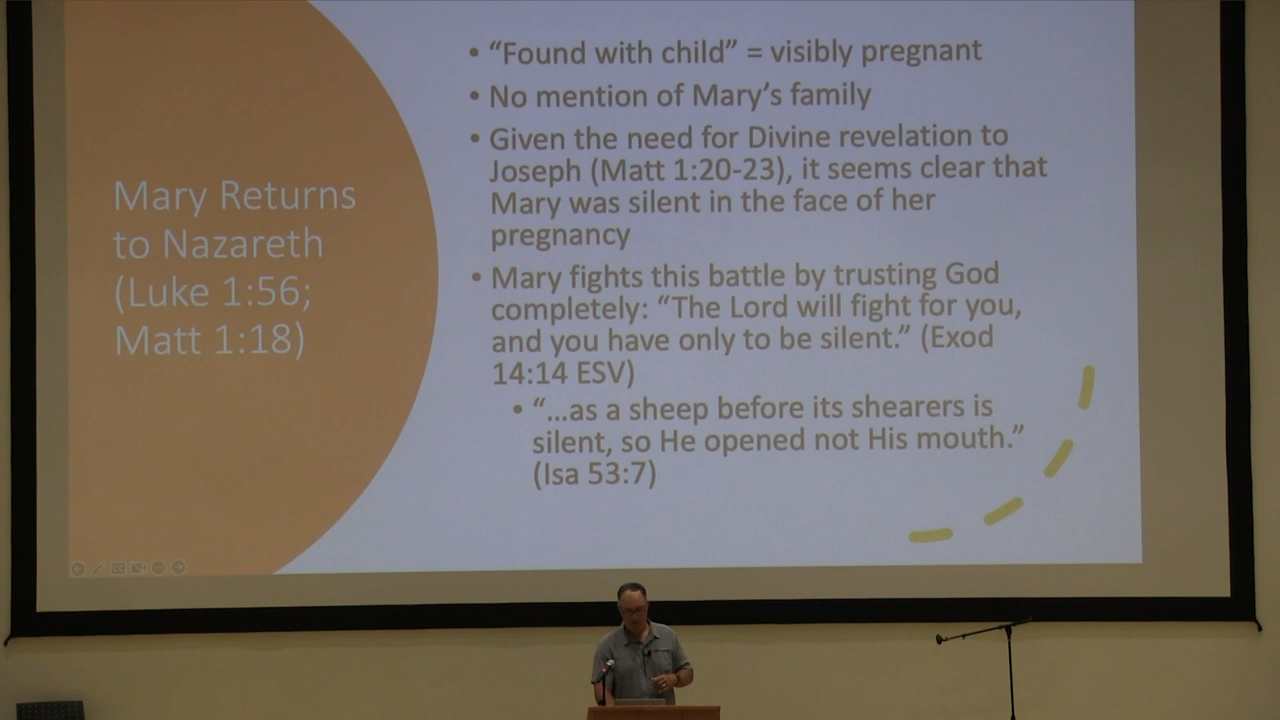 Mary Returns
to Nazareth
(Luke 1:56;
Matt 1:18)
• “Found with child” = visibly pregnant
• No mention of Mary’s family
• Given the need for Divine revelation to
Joseph (Matt 1:20-23), it seems clear that
Mary was silent in the face of her
pregnancy
• Mary fights this battle by trusting God
completely: “The Lord will fight for you,
and you have only to be silent.” (Exod
14:14 ESV)
• “…as a sheep before its shearers is
silent, so He opened not His mouth.”
(Isa 53:7)